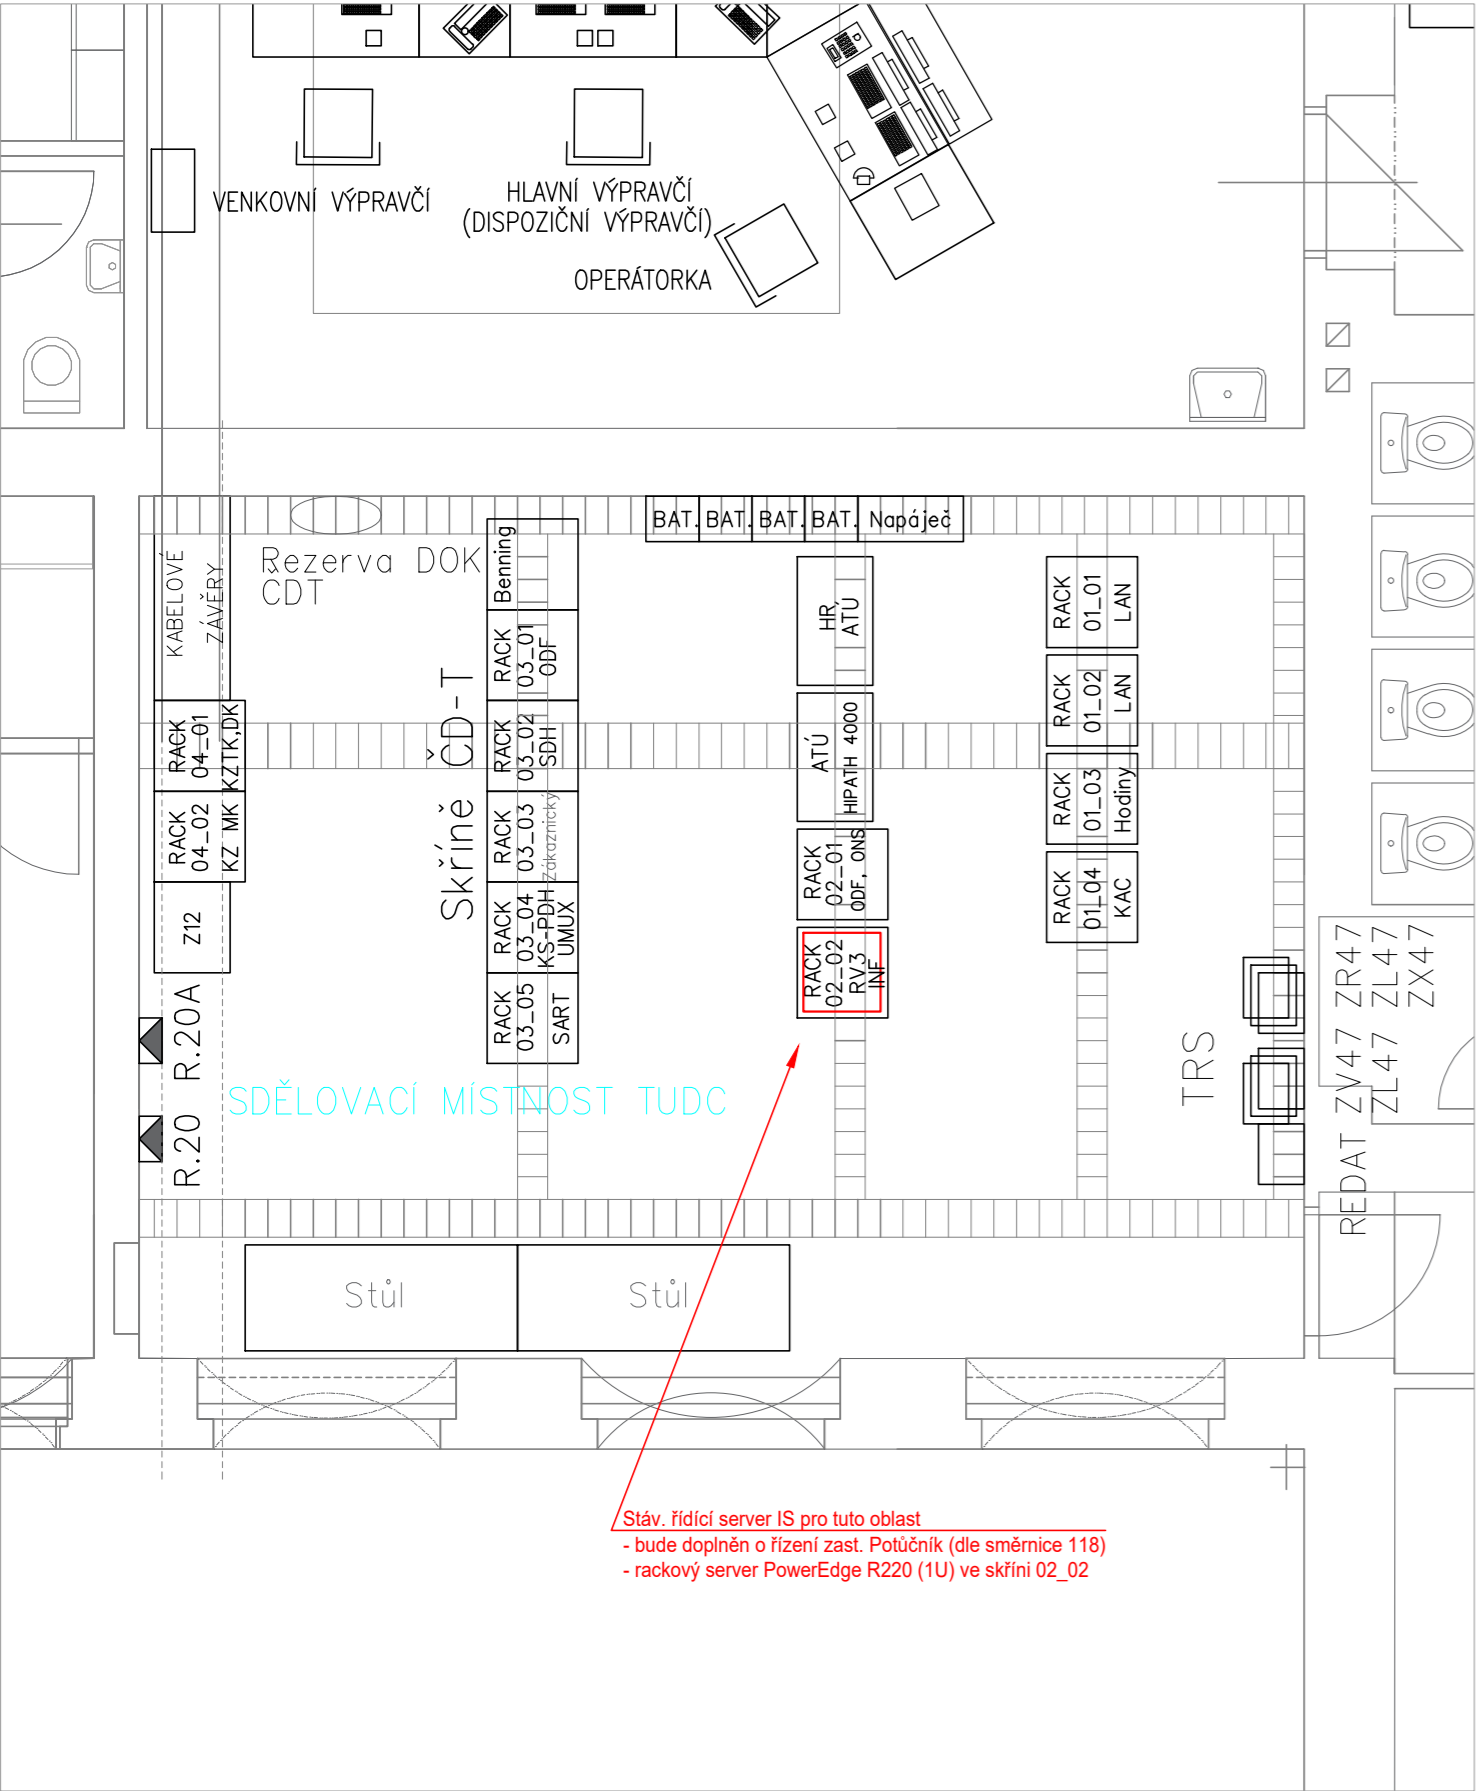 VENKOVNÍ VÝPRAVČÍ
HLAVNÍ VÝPRAVČÍ
(DISPOZIČNÍ VÝPRAVČÍ)
OPERÁTORKA
BAT.
BAT.
BAT.
BAT.
Napáječ
KABELOVÉ
ZÁVĚRY
Rezerva DOK
ČDT
Benning
RACK
03_01
ODF
RACK
03_02
SDH
RACK
03_03
Zákaznický
RACK
03_04
KS-PDH
UMUX
RACK
03_05
SART
Skříně ČD-T
RACK
04_01
KZTK,DK
RACK
04_02
KZ MK
Z12
R.20A
R.20
HR,
ATÚ
ATÚ
HIPATH 4000
RACK
02_01
ODF, ONS
RACK
02_02
RV3
INF
RACK
01_01
LAN
RACK
01_02
LAN
RACK
01_03
Hodiny
RACK
01_04
KAC
SDĚLOVACÍ MÍSTNOST TUDC
TRS
REDAT ZV47 ZR47
ZL47 ZL47
ZX47
Stůl
Stůl
Stáv. řídící server IS pro tuto oblast
- bude doplněn o řízení zast. Potůčník (dle směrnice 118)
- rackový server PowerEdge R220 (1U) ve skříni 02_02